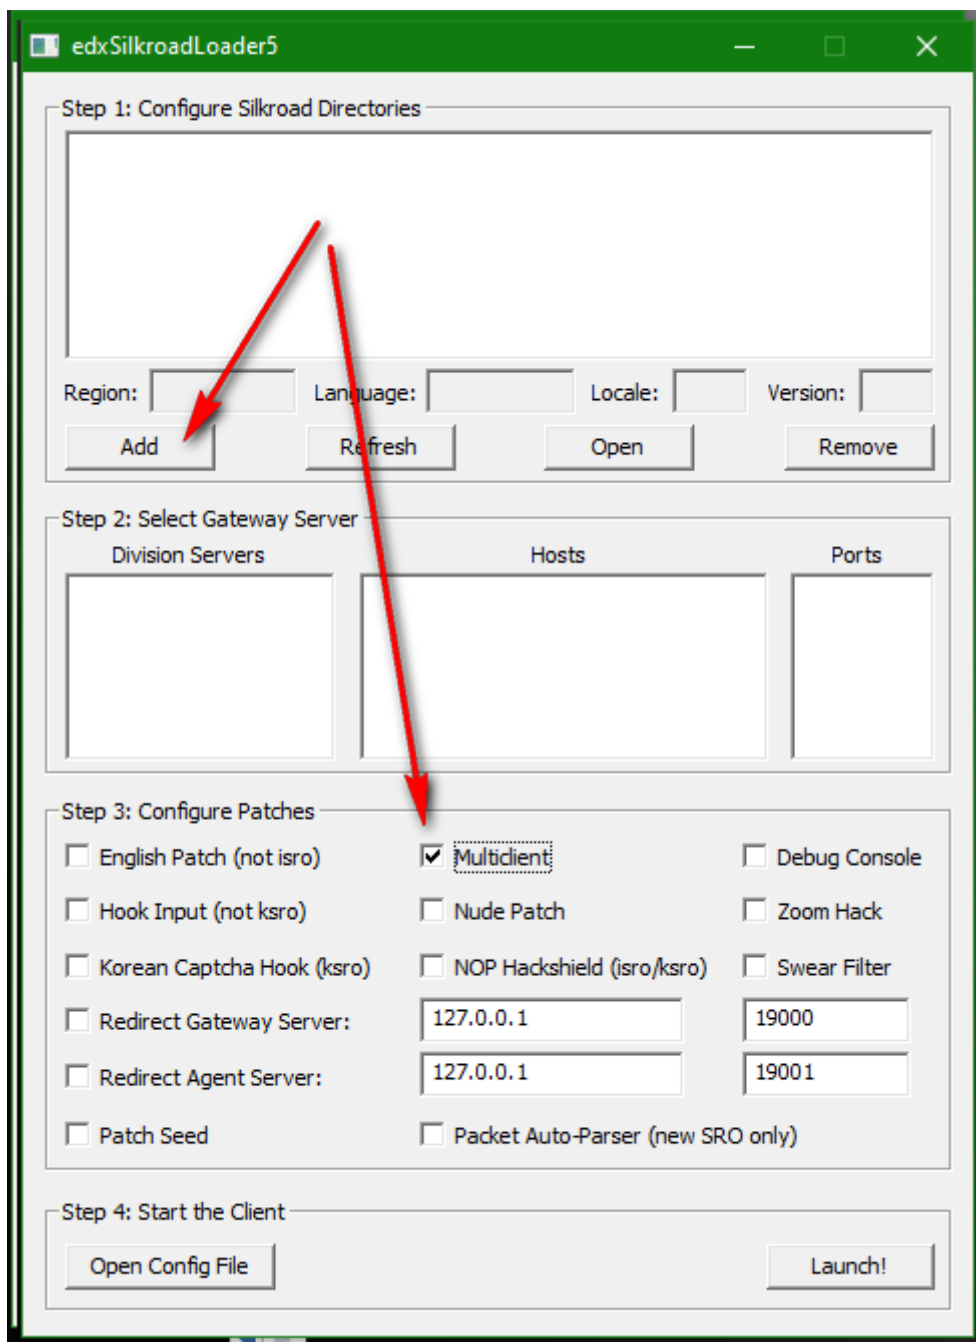 edxSilkroadLoader5
Step 1: Configure Silkroad Directories
Region: Language: Locale: Version:
Add Refresh Open Remove
Step 2: Select Gateway Server
Division Servers Hosts Ports
Step 3: Configure Patches
English Patch (not isro) Multiclient Debug Console
Hook Input (not ksro) Nude Patch Zoom Hack
Korean Captcha Hook (ksro) NOP Hackshield (isro/ksro) Swear Filter
Redirect Gateway Server: 127.0.0.1 19000
Redirect Agent Server: 127.0.0.1 19001
Patch Seed Packet Auto-Parser (new SRO only)
Step 4: Start the Client
Open Config File Launch!